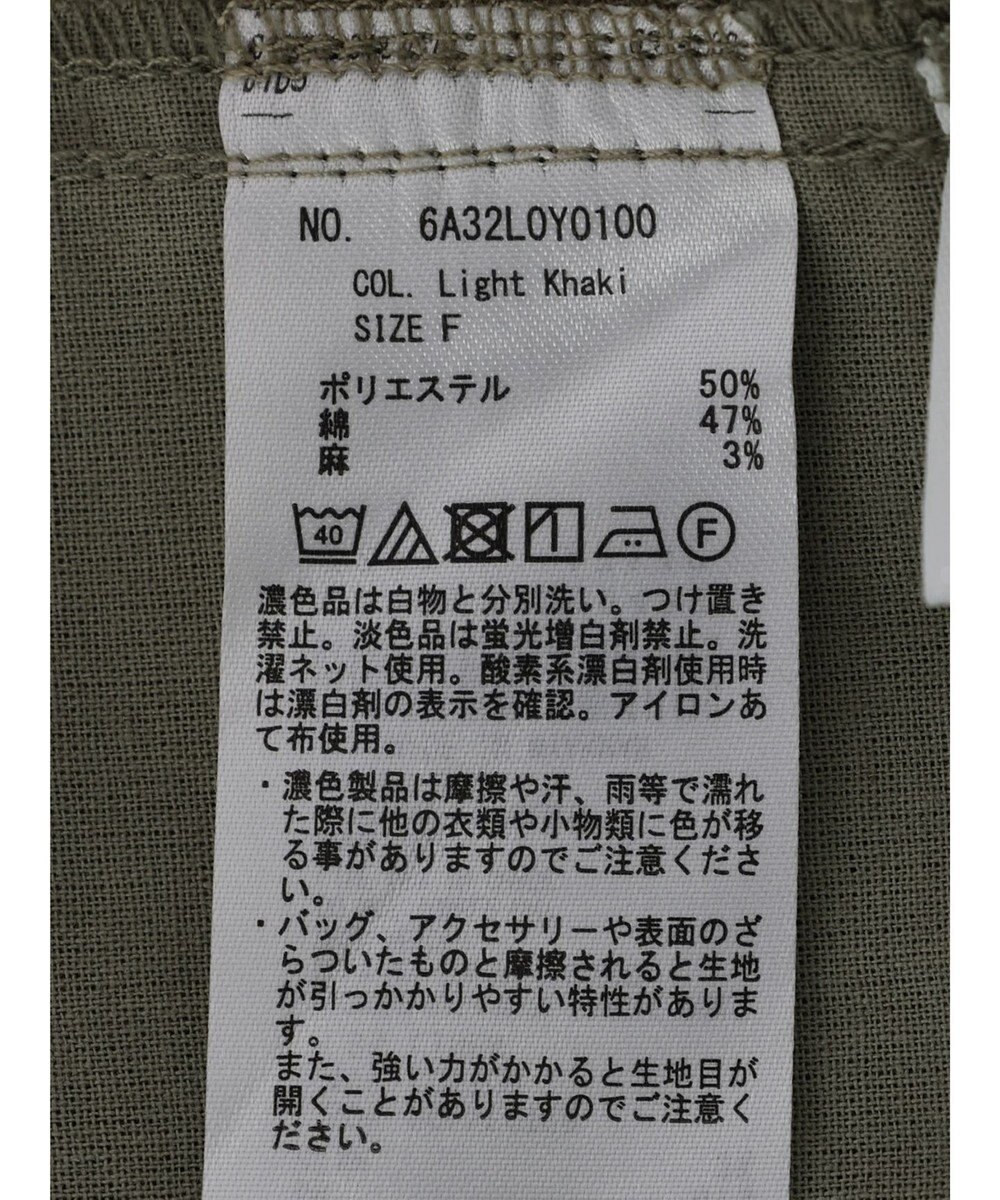 NO. 6A32L0Y0100
COL. Light Khaki
SIZE F
ポリエステル 50%
綿 47%
麻 3%
40
F
濃色品は白物と分別洗い。つけ置き
禁止。淡色品は蛍光増白剤禁止。洗
濯ネット使用。酸素系漂白剤使用時
は漂白剤の表示を確認。アイロンあ
て布使用。
・濃色製品は摩擦や汗、雨等で濡れ
た際に他の衣類や小物類に色が移
る事がありますのでご注意くださ
い。
・バッグ、アクセサリーや表面のざ
らついたものと摩擦されると生地
が引っかかりやすい特性がありま
す。
また、強い力がかかると生地目が
開くことがありますのでご注意く
ださい。